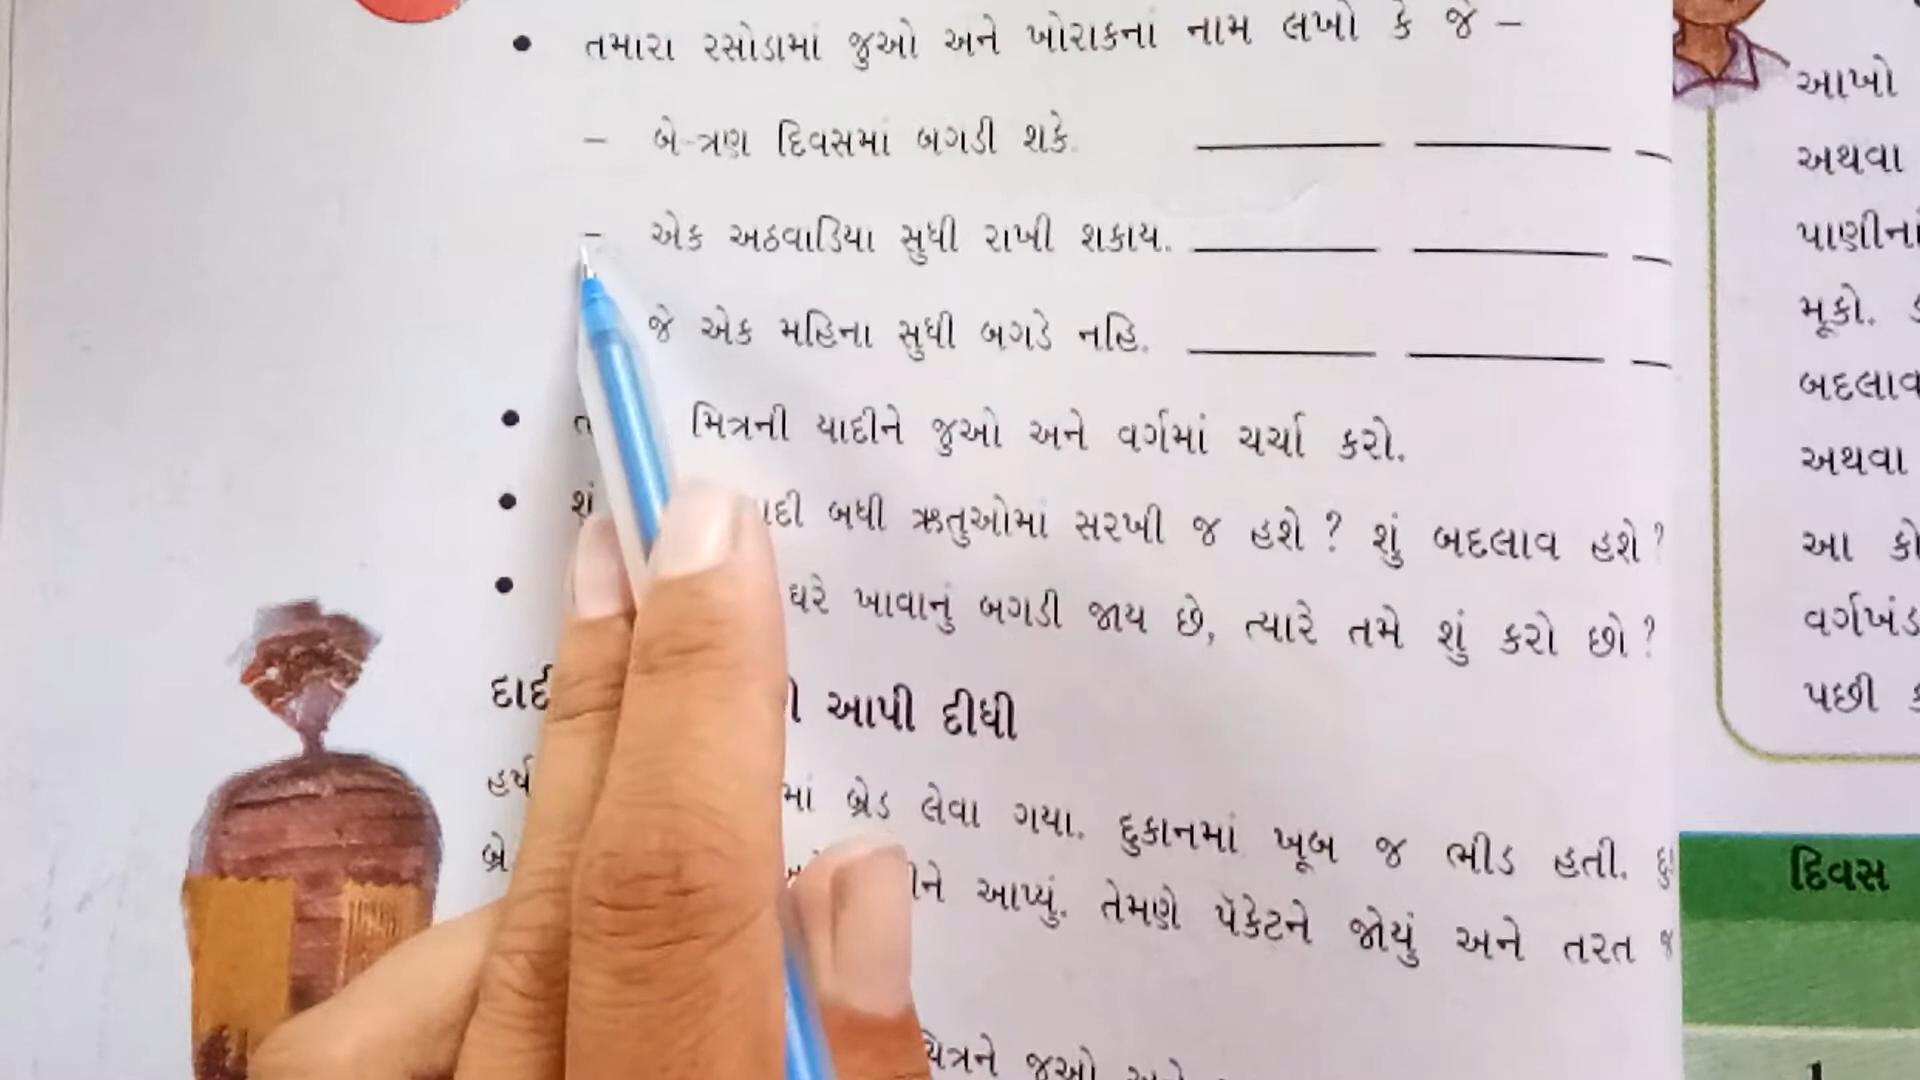 તમારા રસોડામાં જુઓ અને ખોરાકનાં નામ લખો કે જે –
– બે-ત્રણ દિવસમાં બગડી શકે.
– એક અઠવાડિયા સુધી રાખી શકાય.
જે એક મહિના સુધી બગડે નહિ.
મિત્રની યાદીને જુઓ અને વર્ગમાં ચર્ચા કરો.
બધી ઋતુઓમાં સરખી જ હશે ? શું બદલાવ હશે ?
ઘરે ખાવાનું બગડી જાય છે, ત્યારે તમે શું કરો છો ?
આપી દીધી
બ્રેડ લેવા ગયા. દુકાનમાં ખૂબ જ ભીડ હતી.
આપ્યું. તેમણે પૅકેટને જોયું અને તરત
આખો
અથવા
પાણીનાં
મૂકો.
બદલાવ
અથવા
આ
વર્ગખંડ
પછી
દિવસ
1